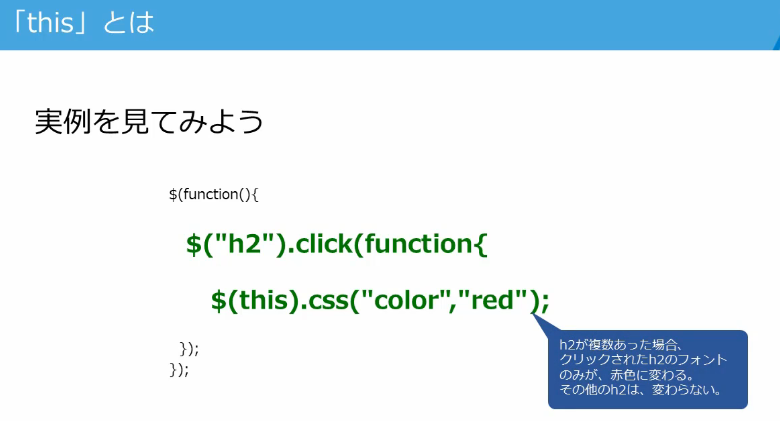 「this」とは
実例を見てみよう
$(function(){
$("h2").click(function{
$(this).css("color","red");
});
});
h2が複数あった場合、
クリックされたh2のフォント
のみが、赤色に変わる。
その他のh2は、変わらない。